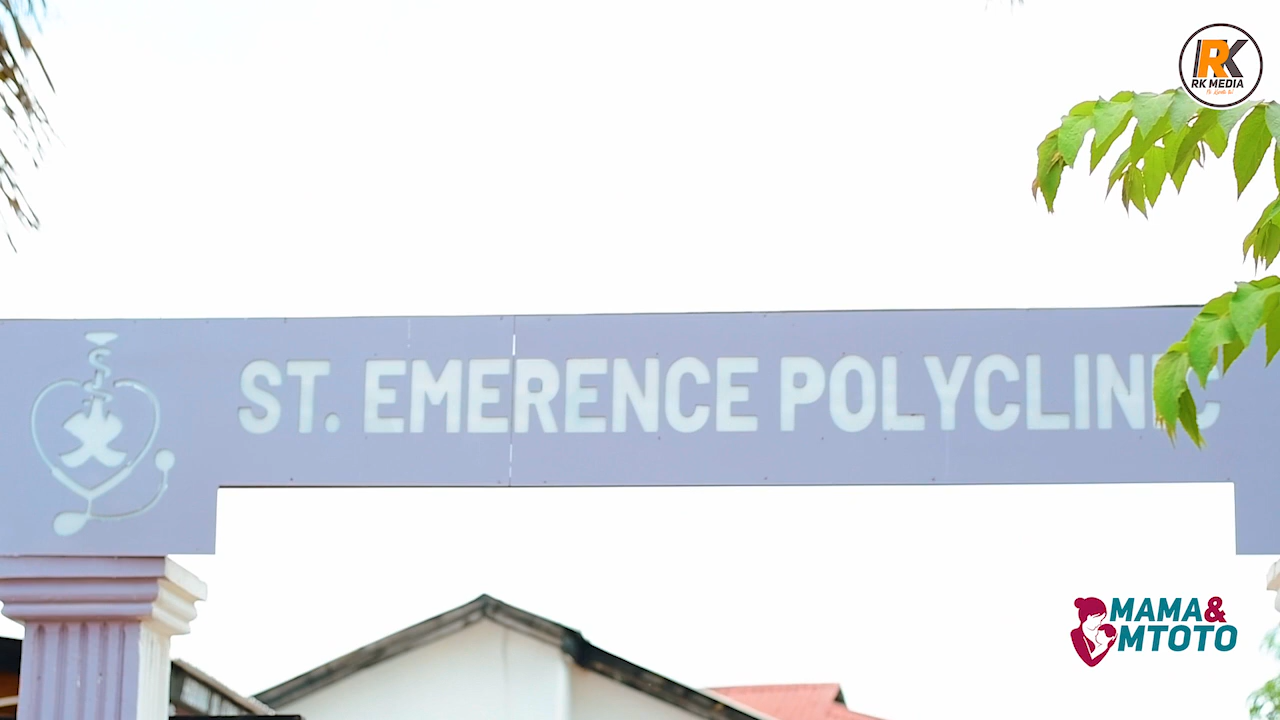 RK
RK MEDIA
ST. EMERENCE POLYCLINIC
MAMA&
MTOTO